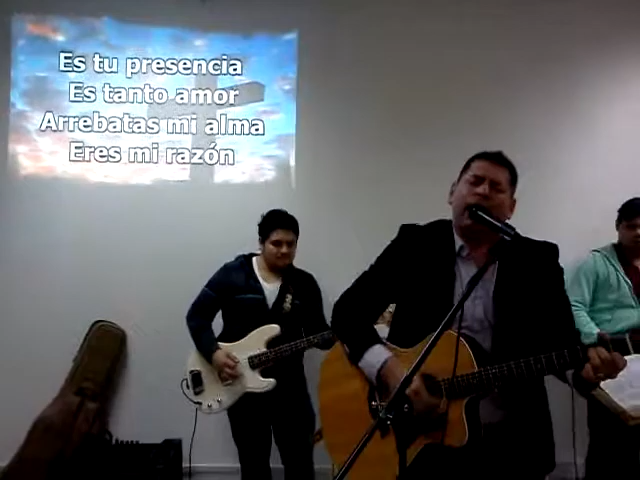 Es tu presencia
Es tanto amor
Arrebatas mi alma
Eres mi razón